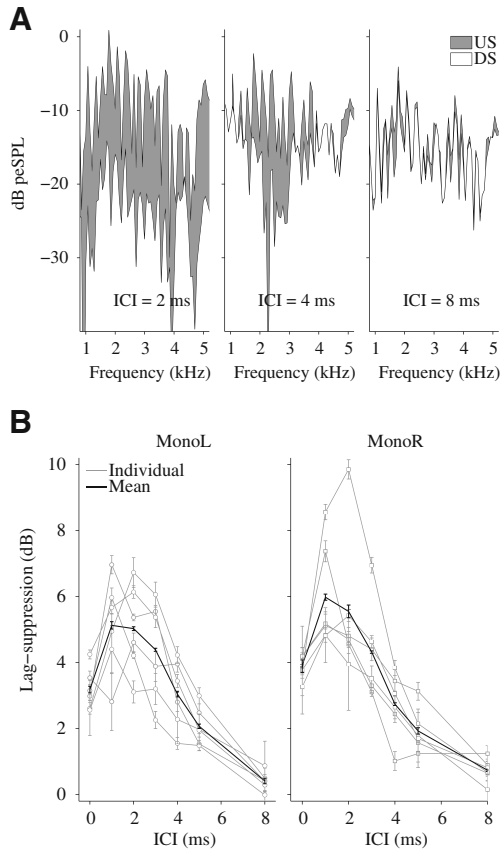 A
0
−10
−20
−30
dB peSPL
US
DS
ICI = 2 ms
ICI = 4 ms
ICI = 8 ms
1 2 3 4 5
1 2 3 4 5
1 2 3 4 5
Frequency (kHz)
Frequency (kHz)
Frequency (kHz)
B
MonoL
MonoR
Individual
Mean
10
8
6
4
2
0
Lag−suppression (dB)
0 2 4 6 8
0 2 4 6 8
ICI (ms)
ICI (ms)